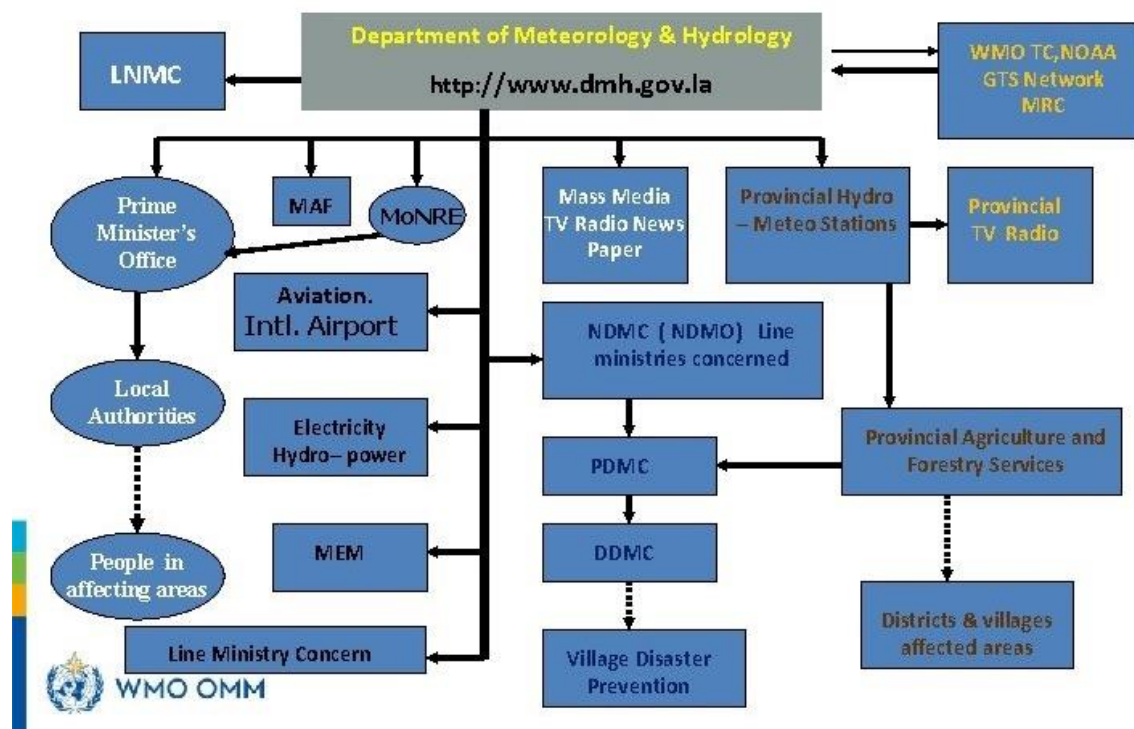 Department of Meteorology & Hydrology
http://www.dmh.gov.la
LNMC
WMO TC,NOAA
GTS Network
MRC
Prime
Minister's
Office
MAF
MoNRE
Mass Media
TV Radio News
Paper
Provincial Hydro
– Meteo Stations
Provincial
TV Radio
Aviation.
Intl. Airport
NDMC ( NDMO) Line
ministries concerned
Local
Authorities
Electricity
Hydro– power
PDMC
Provincial Agriculture and
Forestry Services
People in
affecting areas
MEM
DDMC
Districts & villages
affected areas
Line Ministry Concern
Village Disaster
Prevention
WMO OMM